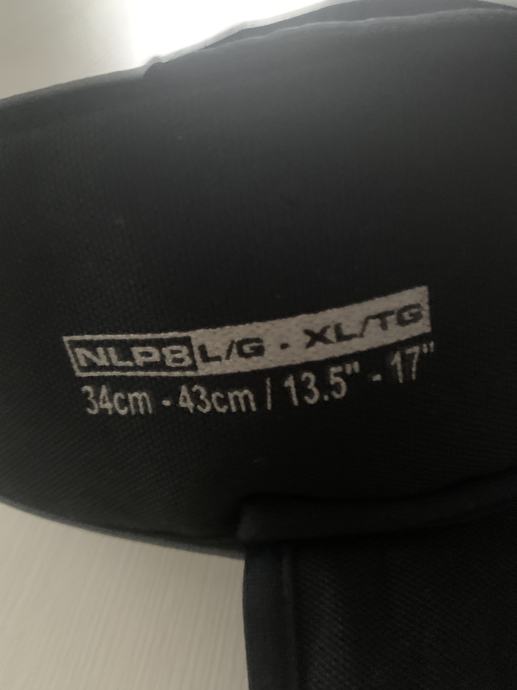 NLP8 L/G - XL/TG
34cm - 43cm / 13.5" - 17"